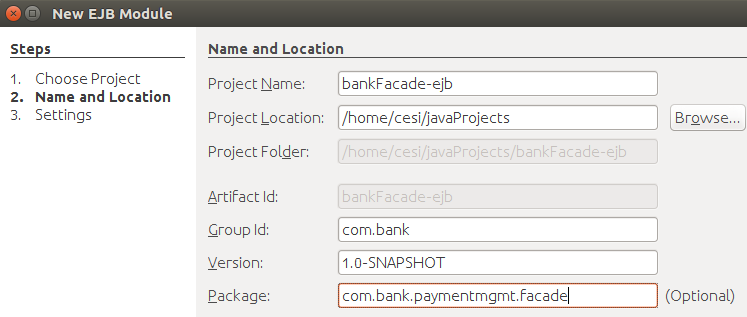 New EJB Module
Steps
1. Choose Project
2. Name and Location
3. Settings
Name and Location
Project Name: bankFacade-ejb
Project Location: /home/cesi/javaProjects Browse...
Project Folder: /home/cesi/javaProjects/bankFacade-ejb
Artifact Id: bankFacade-ejb
Group Id: com.bank
Version: 1.0-SNAPSHOT
Package: com.bank.paymentmgmt.facade (Optional)